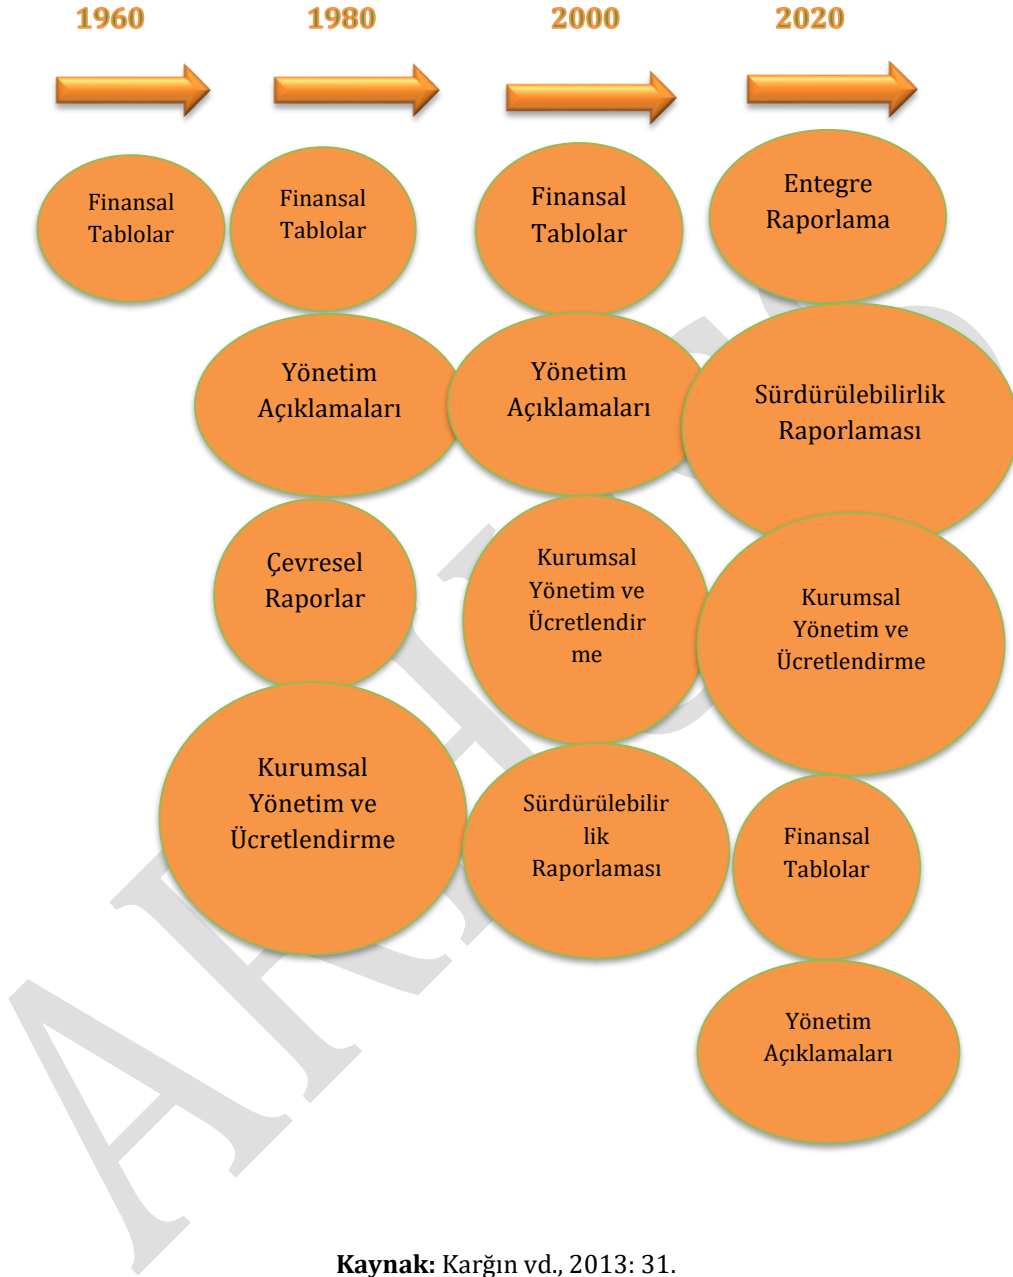 1960
1980
2000
2020
Finansal
Tablolar
Finansal
Tablolar
Yönetim
Açıklamaları
Çevresel
Raporlar
Kurumsal
Yönetim ve
Ücretlendirme
Finansal
Tablolar
Yönetim
Açıklamaları
Kurumsal
Yönetim ve
Ücretlendir
me
Sürdürülebilir
lik
Raporlaması
Entegre
Raporlama
Sürdürülebilirlik
Raporlaması
Kurumsal
Yönetim ve
Ücretlendirme
Finansal
Tablolar
Yönetim
Açıklamaları
Kaynak: Karğın vd., 2013: 31.